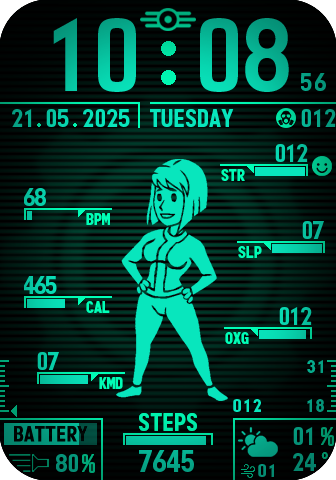 10:08 56
21.05.2025 TUESDAY 012
012
STR
68
BPM
07
SLP
465
CAL
012
OXG
07
KMD
31
012 18
BATTERY
80%
STEPS
7645
01 %
01 24 °